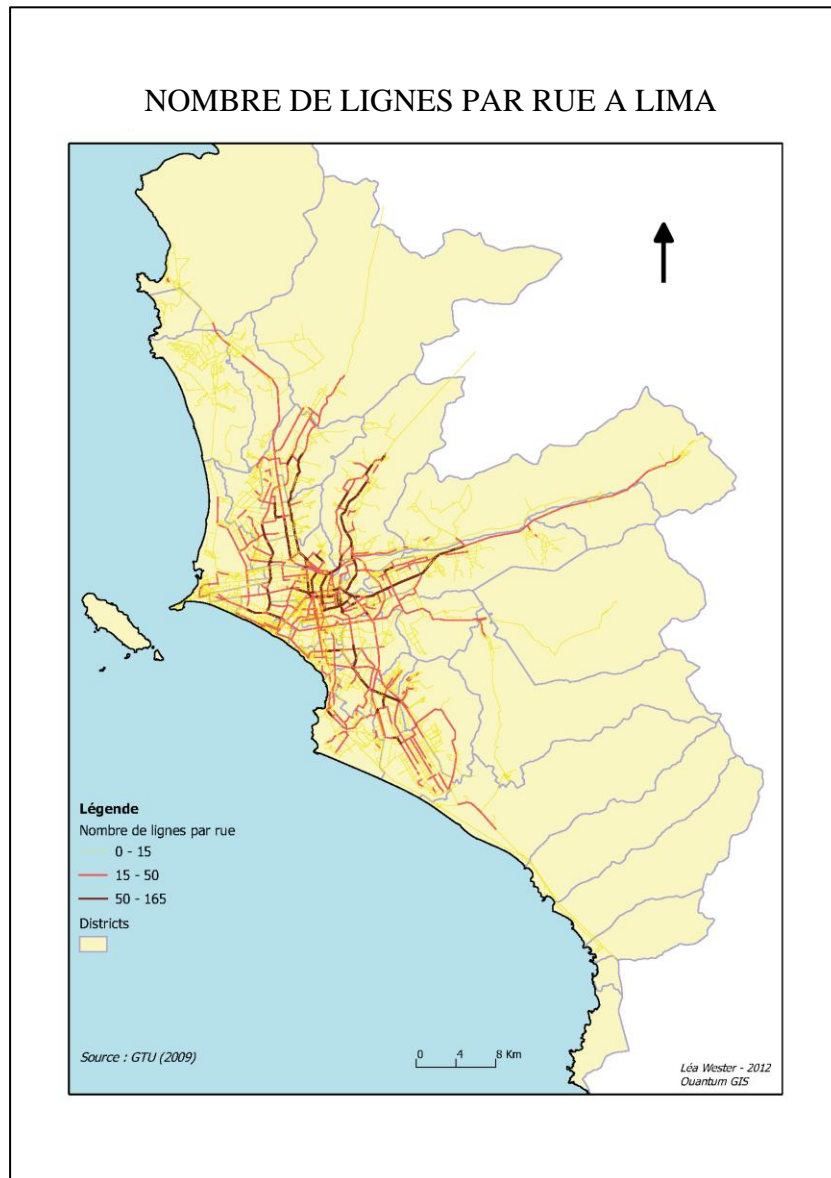 NOMBRE DE LIGNES PAR RUE A LIMA
Légende
Nombre de lignes par rue
0 - 15
15 - 50
50 - 165
Districts
Source : GTU (2009)
0 4 8 Km
Léa Wester - 2012
Quantum GIS